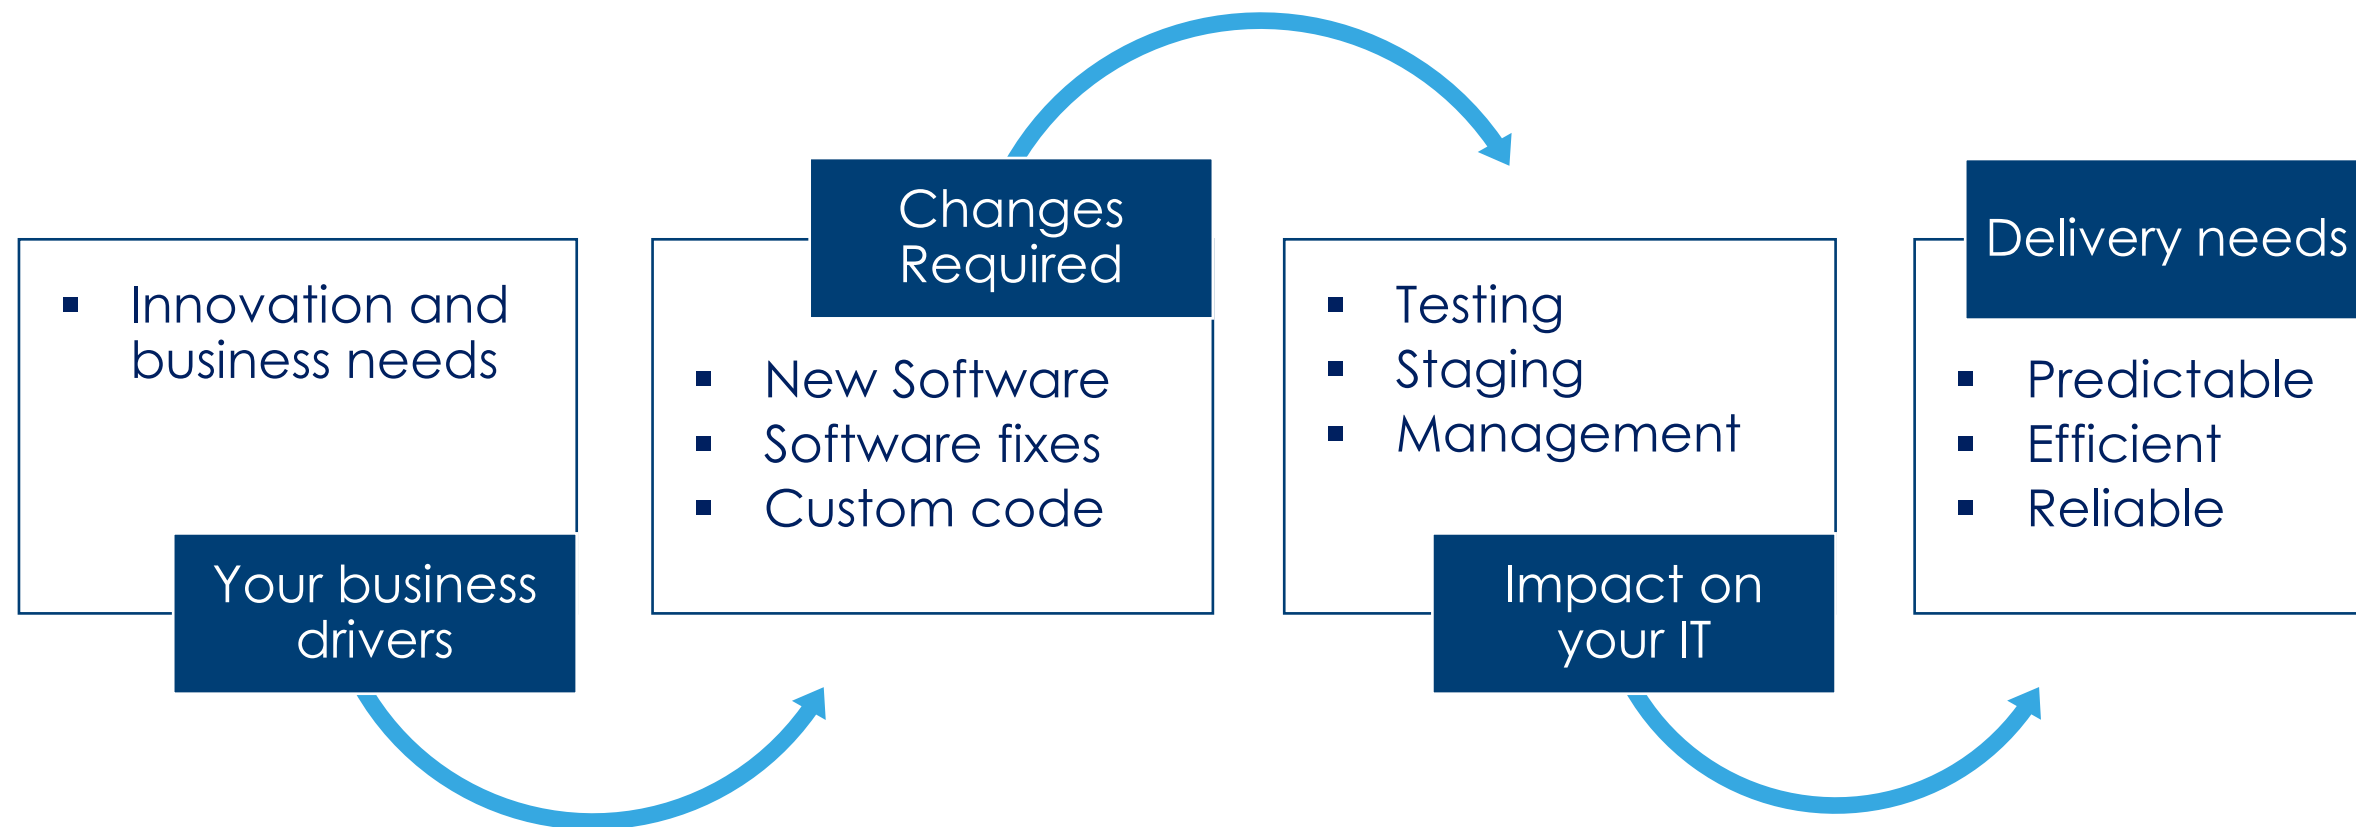 Innovation and
business needs
Your business
drivers
Changes
Required
New Software
Software fixes
Custom code
Testing
Staging
Management
Impact on
your IT
Delivery needs
Predictable
Efficient
Reliable